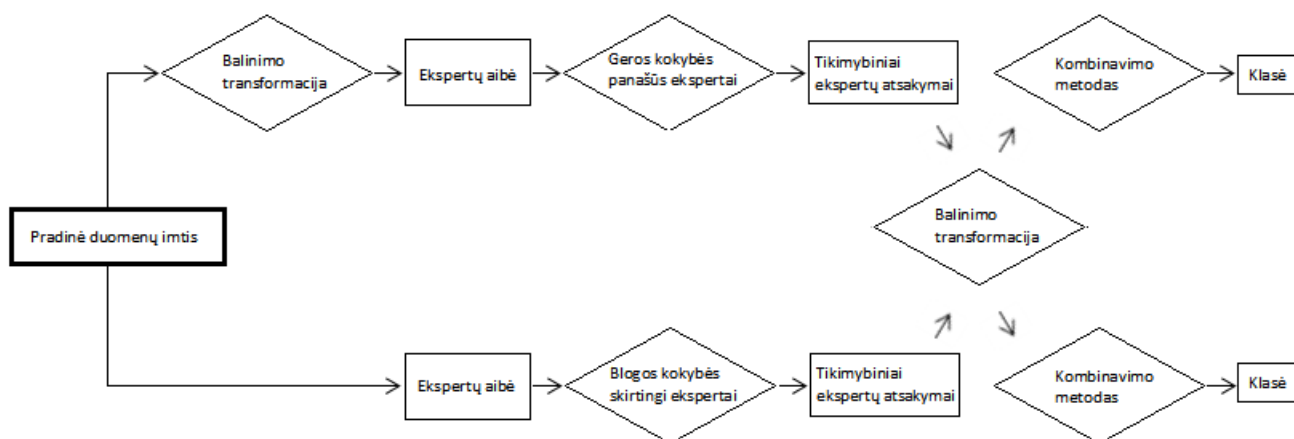 Balinimo
transformacija
Ekspertų aibė
Geros kokybės
panašūs ekspertai
Tikimybiniai
ekspertų atsakymai
Kombinavimo
metodas
Klasė
Pradinė duomenų imtis
Balinimo
transformacija
Ekspertų aibė
Blogos kokybės
skirtingi ekspertai
Tikimybiniai
ekspertų atsakymai
Kombinavimo
metodas
Klasė